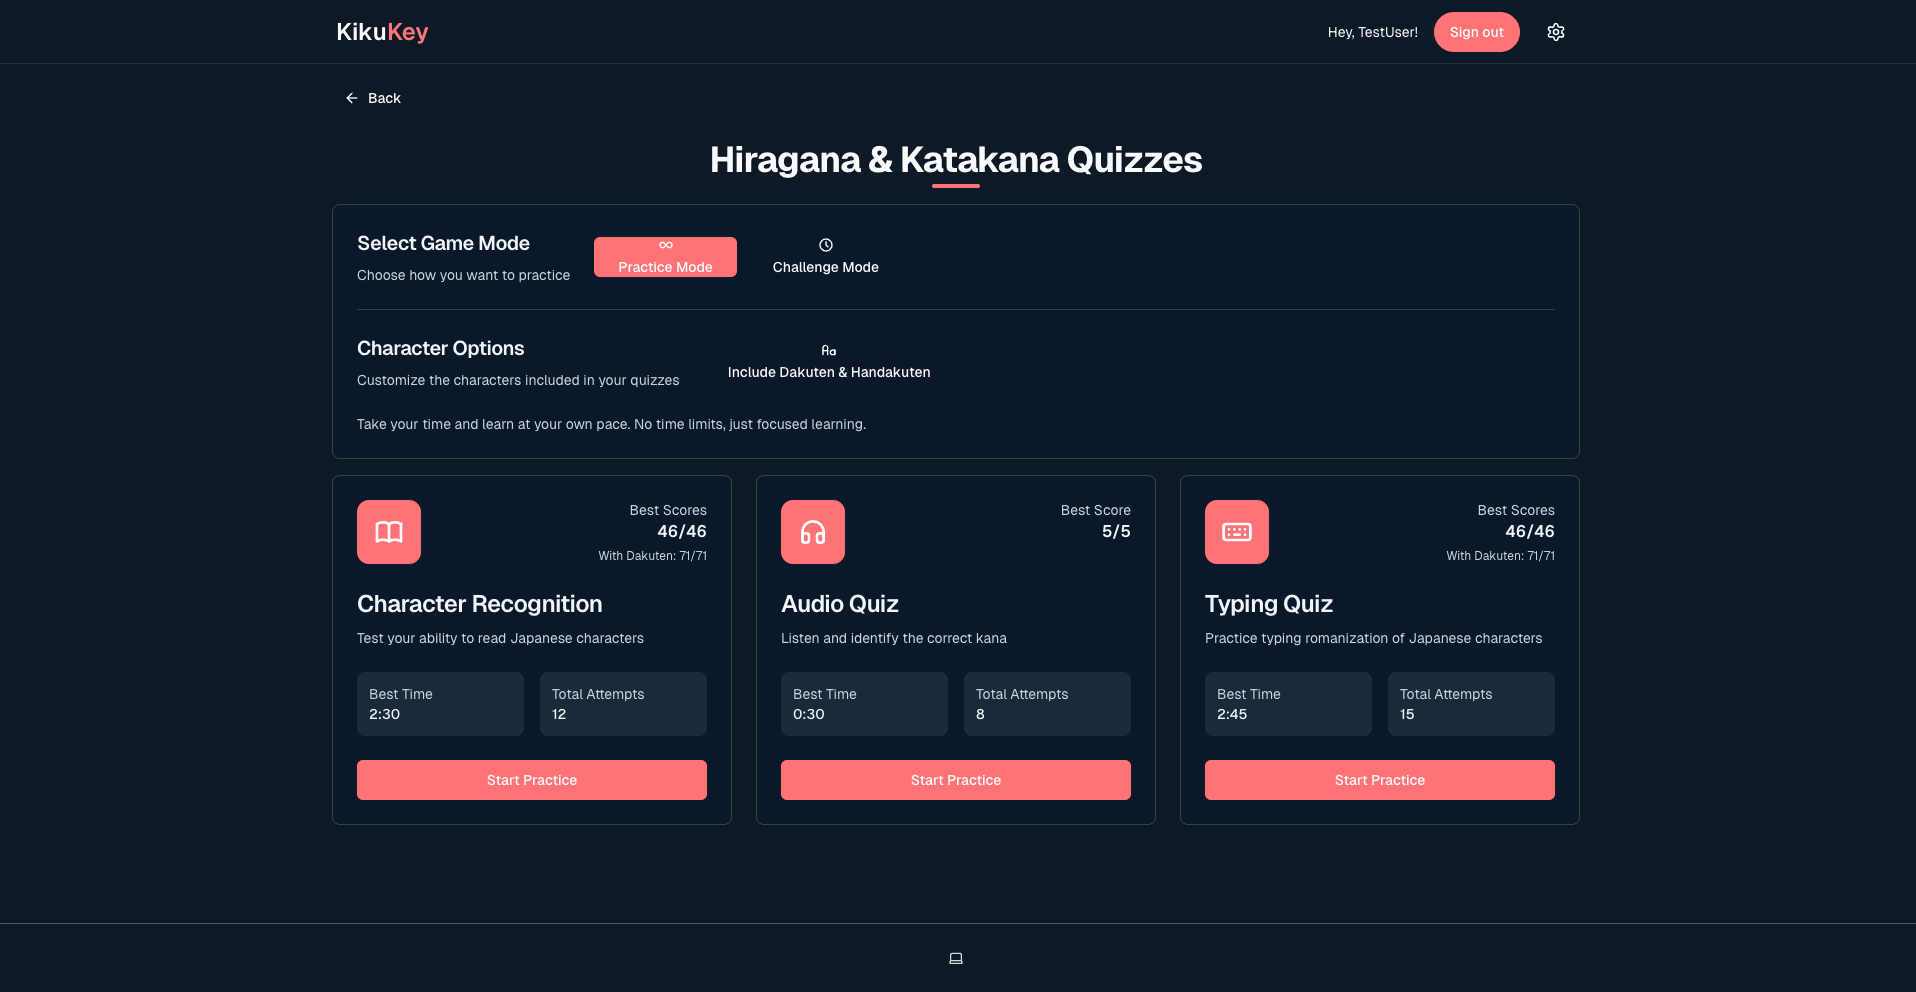 KikuKey
Hey, TestUser!
Sign out
Back
Hiragana & Katakana Quizzes
Select Game Mode
Choose how you want to practice
Practice Mode
Challenge Mode
Character Options
Customize the characters included in your quizzes
Include Dakuten & Handakuten
Take your time and learn at your own pace. No time limits, just focused learning.
Best Scores
46/46
With Dakuten: 71/71
Character Recognition
Test your ability to read Japanese characters
Best Time
2:30
Total Attempts
12
Start Practice
Best Score
5/5
Audio Quiz
Listen and identify the correct kana
Best Time
0:30
Total Attempts
8
Start Practice
Best Scores
46/46
With Dakuten: 71/71
Typing Quiz
Practice typing romanization of Japanese characters
Best Time
2:45
Total Attempts
15
Start Practice